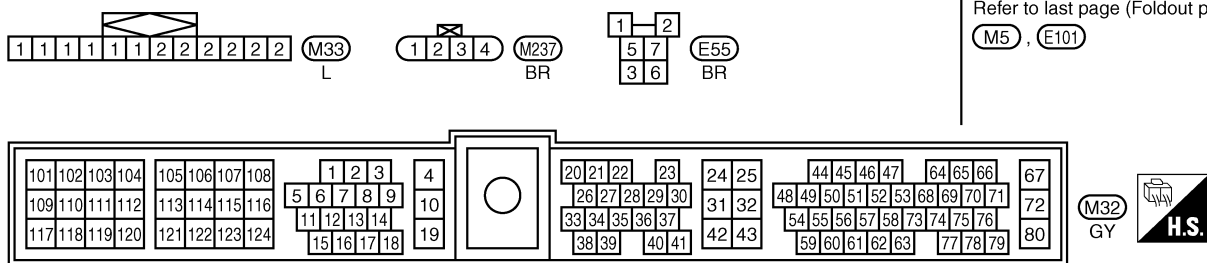 Refer to last page (Foldout p
1 1 1 1 1 1 2 2 2 2 2 2 M33
L
1 2 3 4 M237
BR
1 2
5 7
3 6
E55
BR
M5 , E101
101 102 103 104 105 106 107 108 1 2 3 4 20 21 22 23 24 25 44 45 46 47 64 65 66 67
5 6 7 8 9 26 27 28 29 30 48 49 50 51 52 53 68 69 70 71
109 110 111 112 113 114 115 116 10 31 32 72
11 12 13 14 33 34 35 36 37 54 55 56 57 58 73 74 75 76
117 118 119 120 121 122 123 124 15 16 17 18 19 38 39 40 41 42 43 59 60 61 62 63 77 78 79 80
M32
GY
H.S.